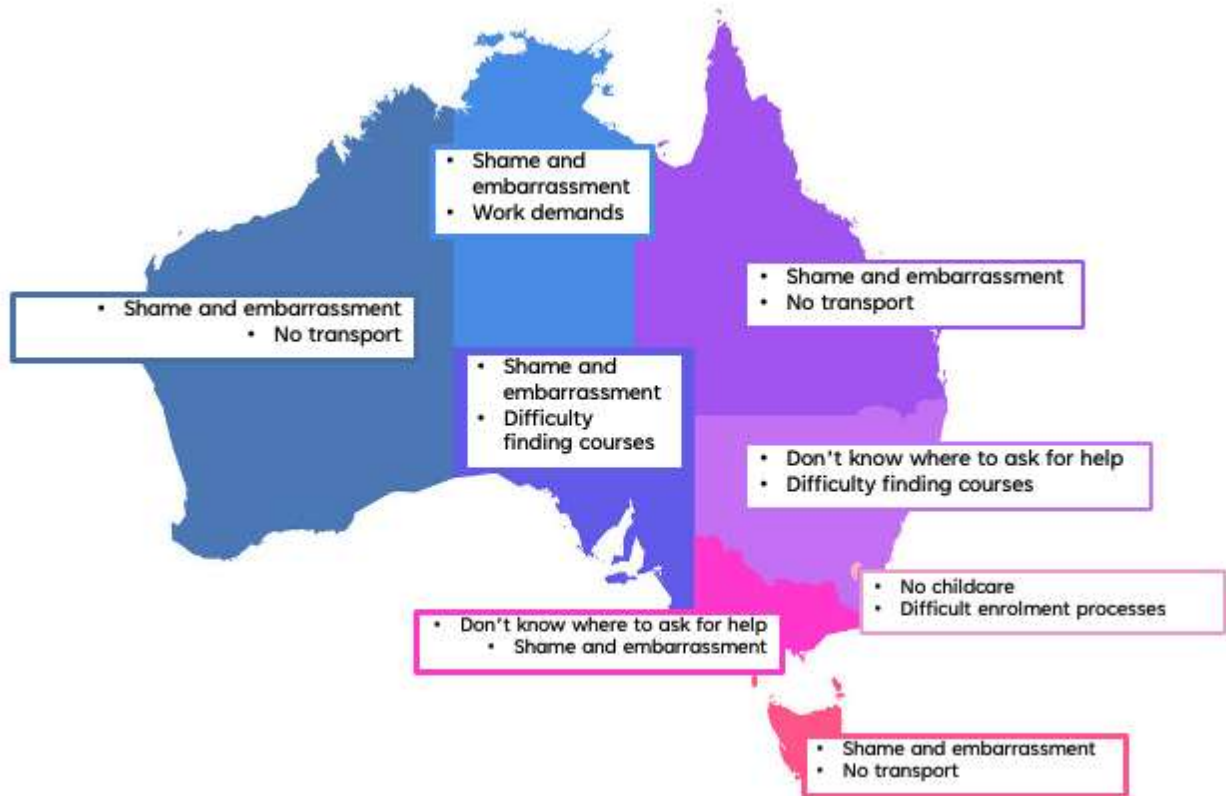 • Shame and
embarrassment
• Work demands
• Shame and embarrassment
• No transport
• Shame and embarrassment
• No transport
• Shame and
embarrassment
• Difficulty
finding courses
• Don't know where to ask for help
• Difficulty finding courses
• No childcare
• Difficult enrolment processes
• Don't know where to ask for help
• Shame and embarrassment
• Shame and embarrassment
• No transport